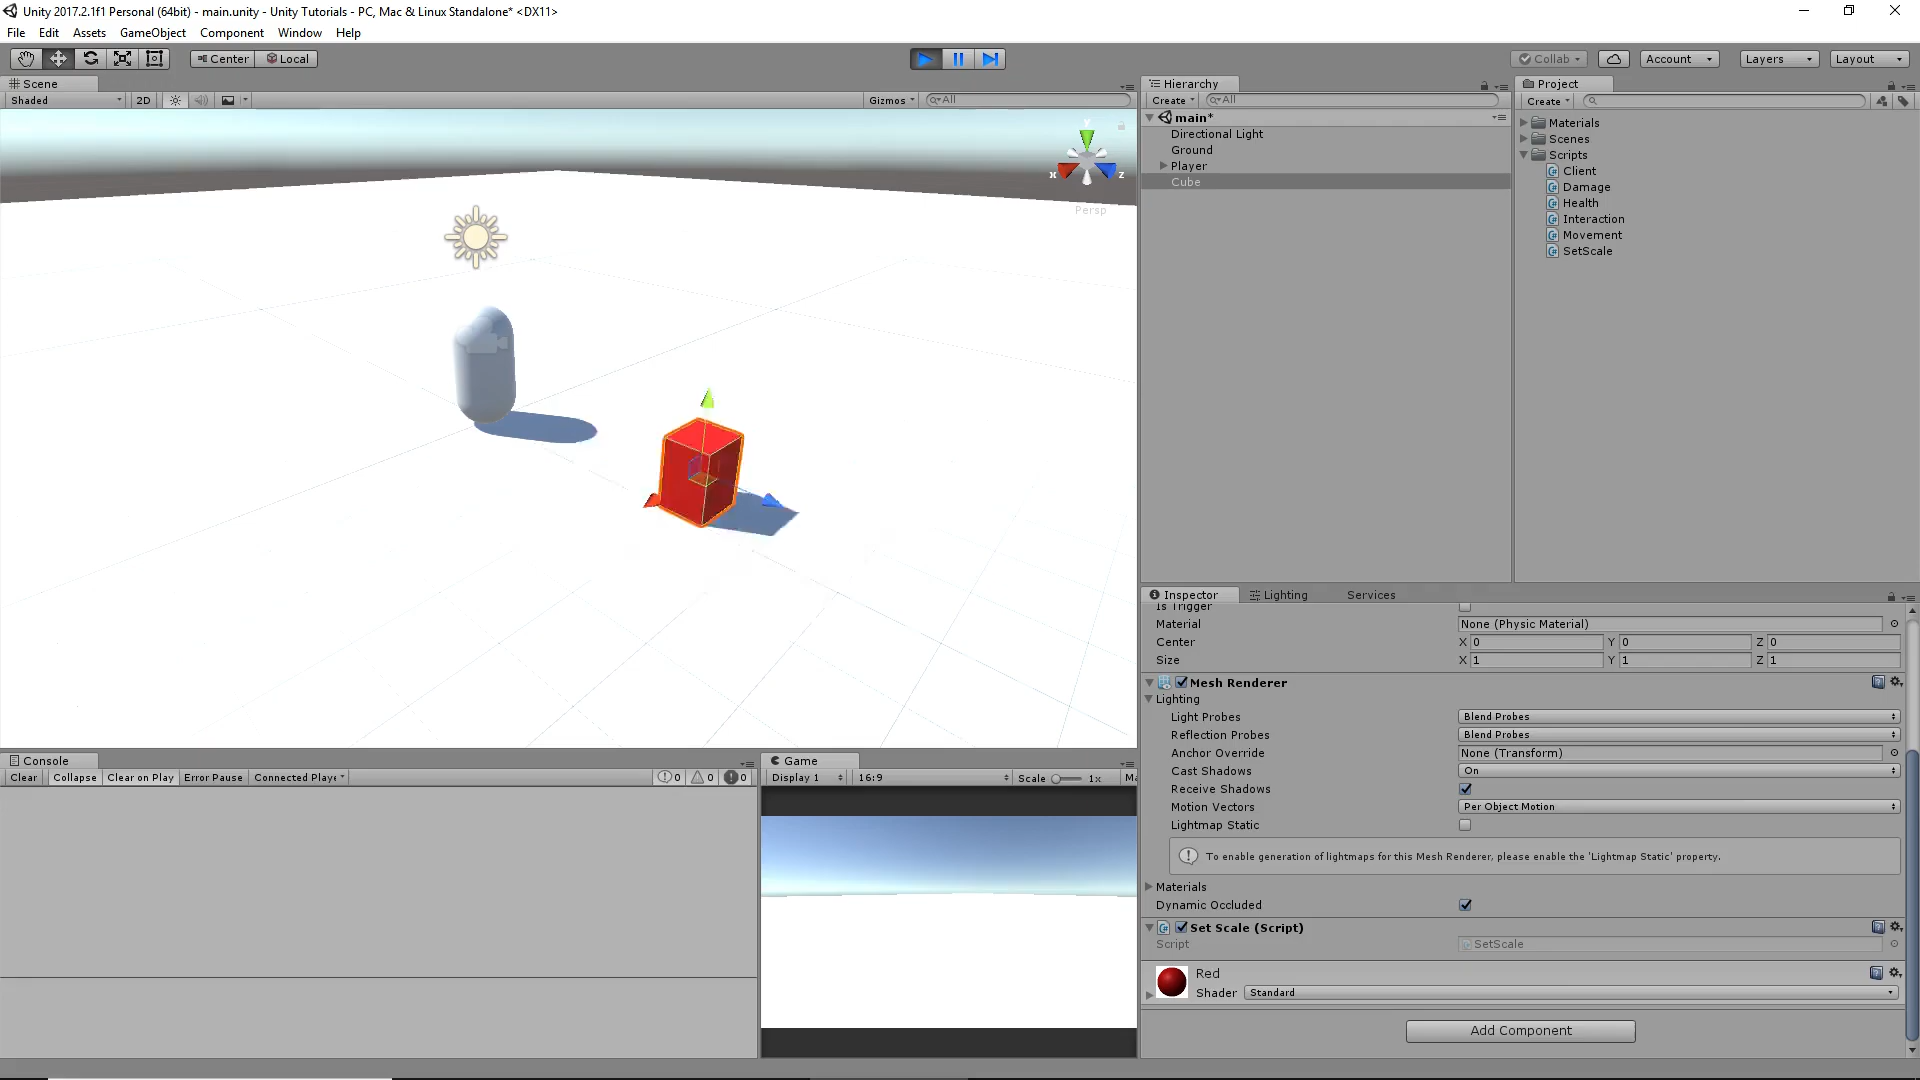 Unity 2017.2.1f1 Personal (64bit) - main.unity - Unity Tutorials - PC, Mac & Linux Standalone* <DX11>
File Edit Assets GameObject Component Window Help
Center Local
Collab Account Layers Layout
Scene
Shaded 2D Gizmos All
y
x z
Persp
Hierarchy
Create All
main*
Directional Light
Ground
Player
Cube
Project
Create
Materials
Scenes
Scripts
Client
Damage
Health
Interaction
Movement
SetScale
Inspector Lighting Services
Is Trigger
Material None (Physic Material)
Center X 0 Y 0 Z 0
Size X 1 Y 1 Z 1
Mesh Renderer
Lighting
Light Probes Blend Probes
Reflection Probes Blend Probes
Anchor Override None (Transform)
Cast Shadows On
Receive Shadows
Motion Vectors Per Object Motion
Lightmap Static
To enable generation of lightmaps for this Mesh Renderer, please enable the 'Lightmap Static' property.
Materials
Dynamic Occluded
Set Scale (Script)
Script SetScale
Red
Shader Standard
Add Component
Console
Clear Collapse Clear on Play Error Pause Connected Playe 0 0 0
Game
Display 1 16:9 Scale 1x Ma